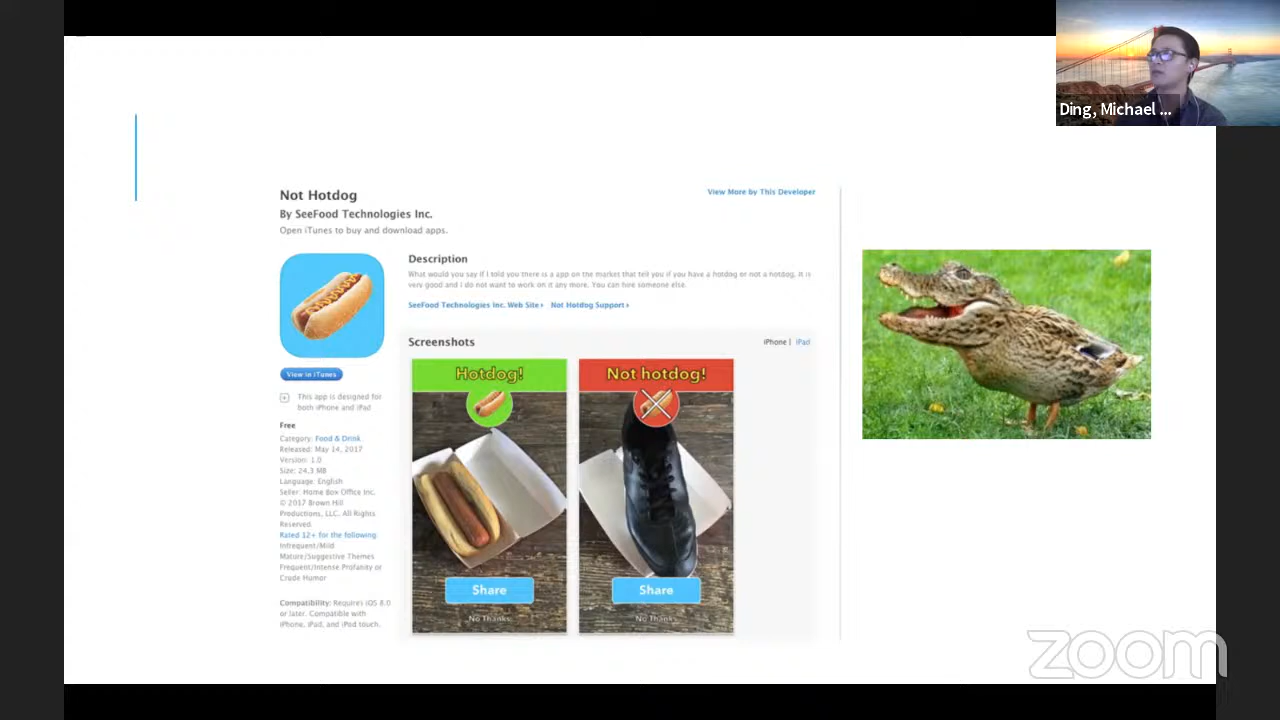 Ding, Michael ...
Not Hotdog
View More by This Developer
By SeeFood Technologies Inc.
Open iTunes to buy and download apps.
Description
What would you say if I told you there is a app on the market that tell you if you have a hotdog or not a hotdog. It is
very good and I do not want to work on it any more. You can hire someone else.
SeeFood Technologies Inc. Web Site › Not Hotdog Support ›
Screenshots
iPhone | iPad
Hotdog!
Share
No Thanks
Not hotdog!
Share
No Thanks
View in iTunes
+ This app is designed for
both iPhone and iPad
Free
Category: Food & Drink
Released: May 14, 2017
Version: 1.0
Size: 24.3 MB
Language: English
Seller: Home Box Office Inc.
© 2017 Brown Hill
Productions, LLC. All Rights
Reserved.
Rated 12+ for the following:
Infrequent/Mild
Mature/Suggestive Themes
Frequent/Intense Profanity or
Crude Humor
Compatibility: Requires iOS 8.0
or later. Compatible with
iPhone, iPad, and iPod touch.
zoom